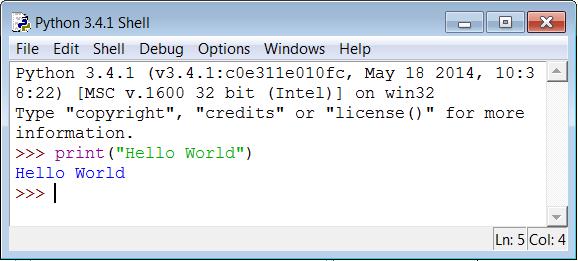 Python 3.4.1 Shell
File Edit Shell Debug Options Windows Help
Python 3.4.1 (v3.4.1:c0e311e010fc, May 18 2014, 10:3
8:22) [MSC v.1600 32 bit (Intel)] on win32
Type "copyright", "credits" or "license()" for more
information.
>>> print("Hello World")
Hello World
>>>
Ln: 5 Col: 4